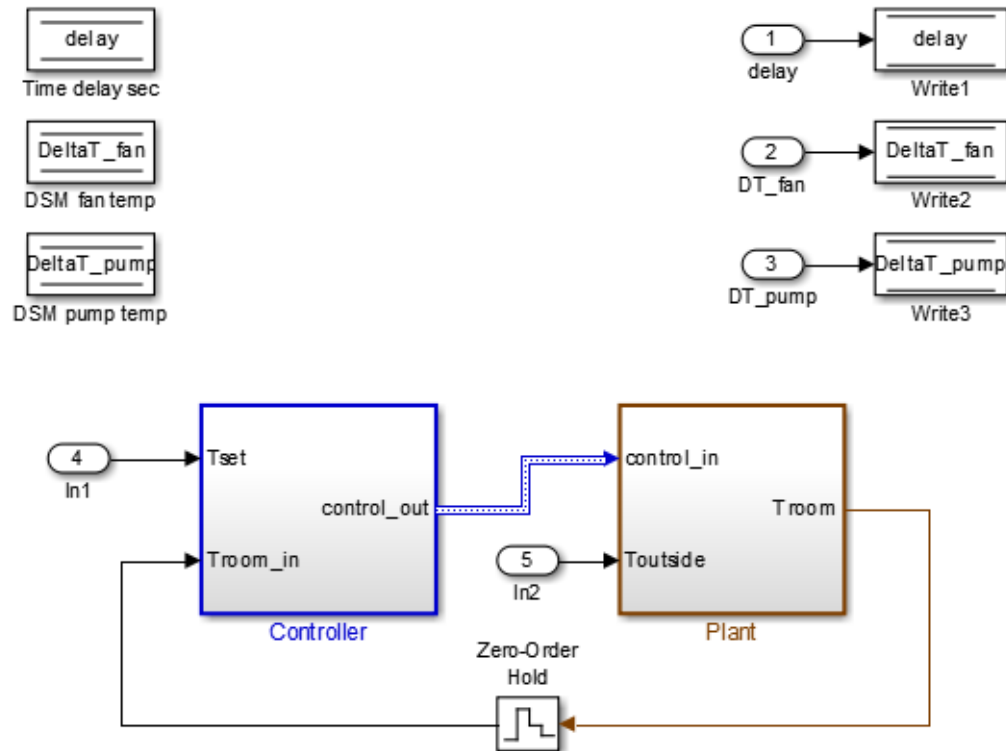 delay
Time delay sec
DeltaT_fan
DSM fan temp
DeltaT_pump
DSM pump temp
1
delay
delay
Write1
2
DT_fan
DeltaT_fan
Write2
3
DT_pump
DeltaT_pump
Write3
4
In1
Tset
Troom_in
control_out
Controller
control_in
Toutside
Troom
Plant
5
In2
Zero-Order
Hold